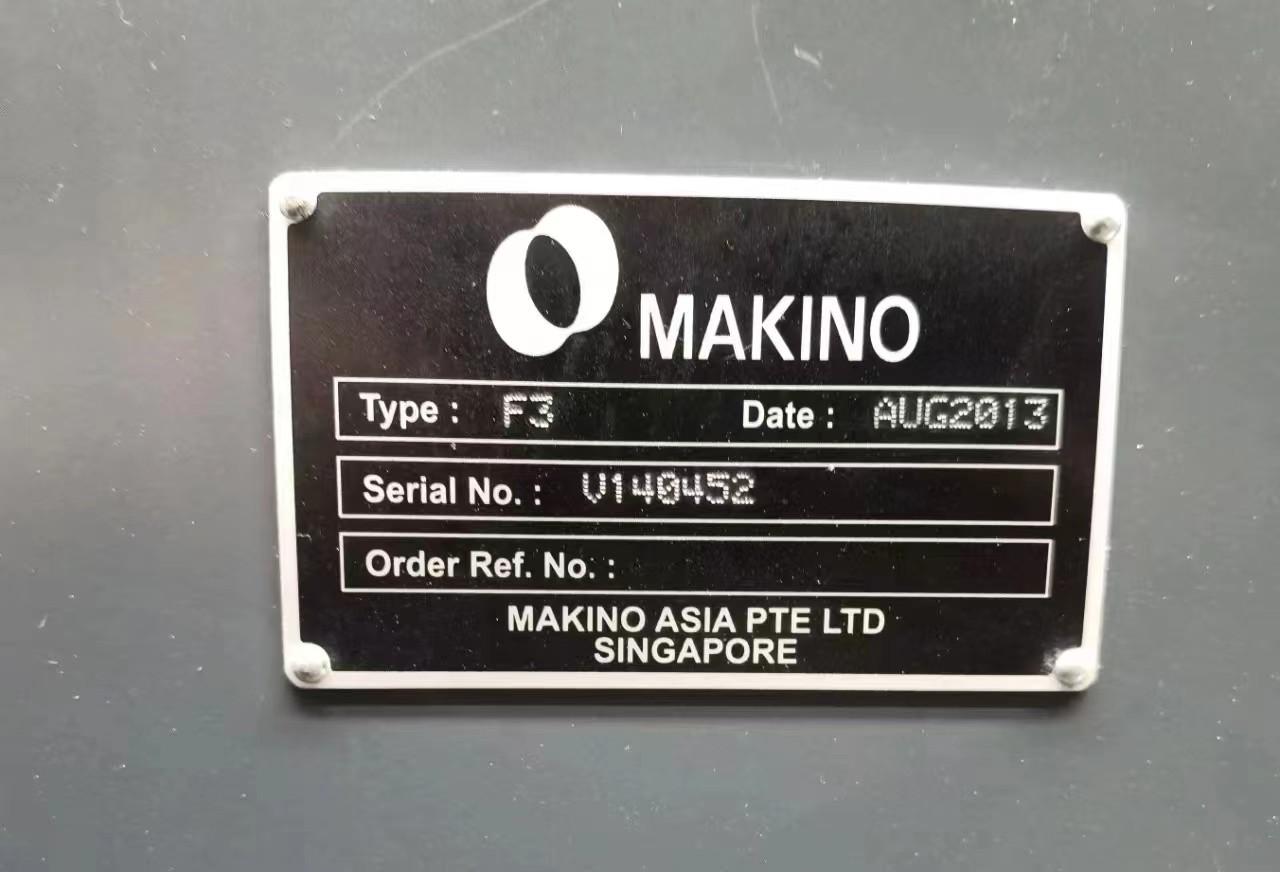 MAKINO
Type : F3 Date : AUG2013
Serial No. : V140452
Order Ref. No. :
MAKINO ASIA PTE LTD
SINGAPORE